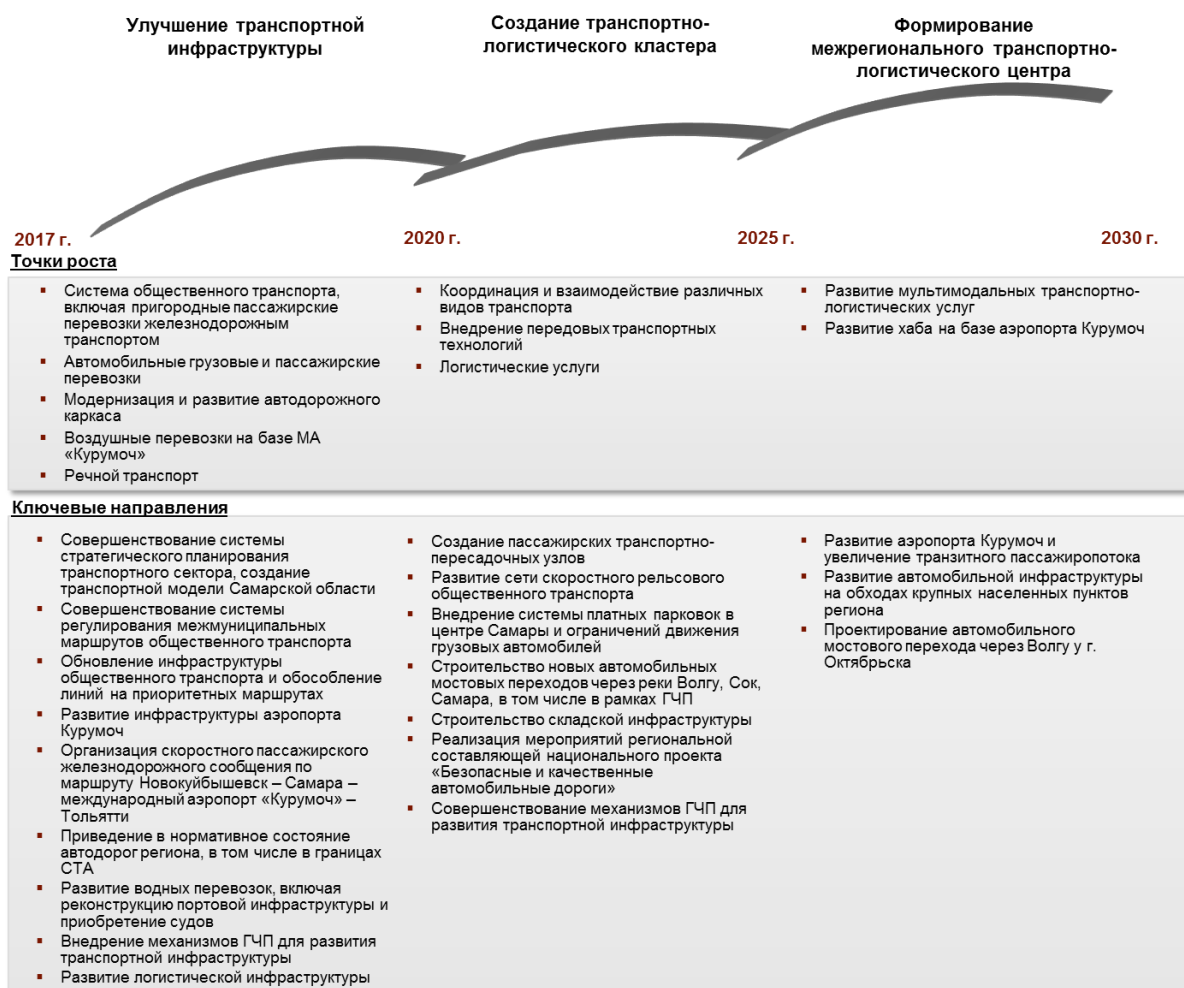 Улучшение транспортной
инфраструктуры
Создание транспортно-
логистического кластера
Формирование
межрегионального транспортно-
логистического центра
2017 г.
2020 г.
2025 г.
2030 г.
Точки роста
▪ Система общественного транспорта,
включая пригородные пассажирские
перевозки железнодорожным
транспортом
▪ Автомобильные грузовые и пассажирские
перевозки
▪ Модернизация и развитие автодорожного
каркаса
▪ Воздушные перевозки на базе МА
«Курумоч»
▪ Речной транспорт
▪ Координация и взаимодействие различных
видов транспорта
▪ Внедрение передовых транспортных
технологий
▪ Логистические услуги
▪ Развитие мультимодальных транспортно-
логистических услуг
▪ Развитие хаба на базе аэропорта Курумоч
Ключевые направления
▪ Совершенствование системы
стратегического планирования
транспортного сектора, создание
транспортной модели Самарской области
▪ Совершенствование системы
регулирования межмуниципальных
маршрутов общественного транспорта
▪ Обновление инфраструктуры
общественного транспорта и обособление
линий на приоритетных маршрутах
▪ Развитие инфраструктуры аэропорта
Курумоч
▪ Организация скоростного пассажирского
железнодорожного сообщения по
маршруту Новокуйбышевск – Самара –
международный аэропорт «Курумоч» –
Тольятти
▪ Приведение в нормативное состояние
автодорог региона, в том числе в границах
СТА
▪ Развитие водных перевозок, включая
реконструкцию портовой инфраструктуры и
приобретение судов
▪ Внедрение механизмов ГЧП для развития
транспортной инфраструктуры
▪ Развитие логистической инфраструктуры
▪ Создание пассажирских транспортно-
пересадочных узлов
▪ Развитие сети скоростного рельсового
общественного транспорта
▪ Внедрение системы платных парковок в
центре Самары и ограничений движения
грузовых автомобилей
▪ Строительство новых автомобильных
мостовых переходов через реки Волгу, Сок,
Самара, в том числе в рамках ГЧП
▪ Строительство складской инфраструктуры
▪ Реализация мероприятий региональной
составляющей национального проекта
«Безопасные и качественные
автомобильные дороги»
▪ Совершенствование механизмов ГЧП для
развития транспортной инфраструктуры
▪ Развитие аэропорта Курумоч и
увеличение транзитного пассажиропотока
▪ Развитие автомобильной инфраструктуры
на обходах крупных населенных пунктов
региона
▪ Проектирование автомобильного
мостового перехода через Волгу у г.
Октябрьска